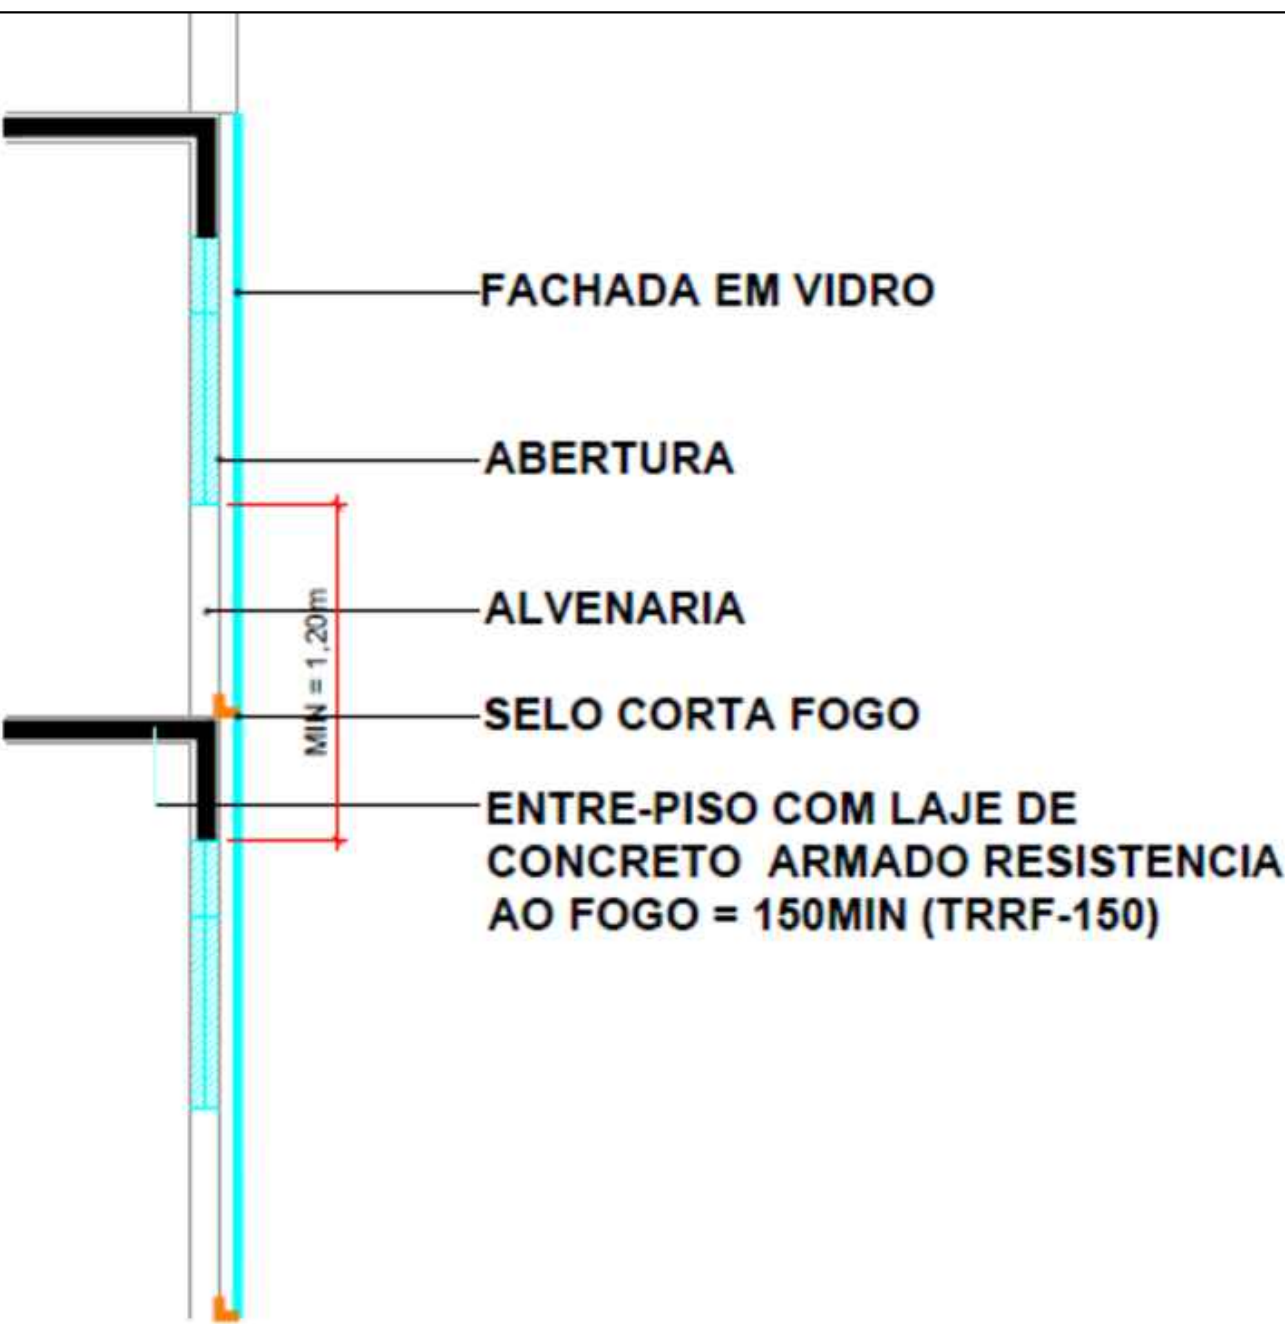 FACHADA EM VIDRO
ABERTURA
ALVENARIA
MIN = 1,20m
SELO CORTA FOGO
ENTRE-PISO COM LAJE DE
CONCRETO ARMADO RESISTENCIA
AO FOGO = 150MIN (TRRF-150)